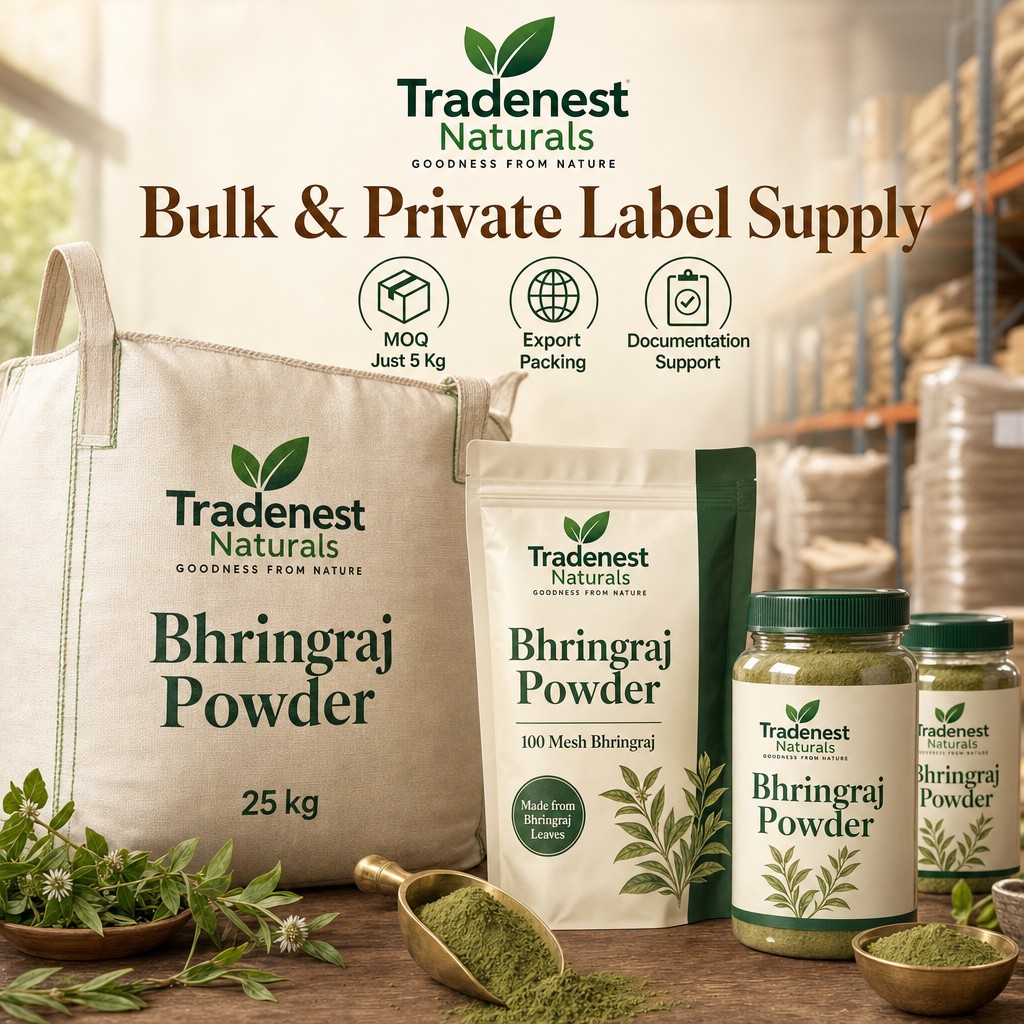 Tradenest
Naturals
GOODNESS FROM NATURE
Bulk & Private Label Supply
MOQ
Just 5 Kg
Export
Packing
Documentation
Support
Tradenest
Naturals
GOODNESS FROM NATURE
Bhringraj
Powder
25 kg
Tradenest
Naturals
GOODNESS FROM NATURE
Bhringraj
Powder
100 Mesh Bhringraj
Made from
Bhringraj
Leaves
Tradenest
Naturals
GOODNESS FROM NATURE
Bhringraj
Powder
Tradenest
Naturals
GOODNESS FROM NATURE
Bhringraj
Powder